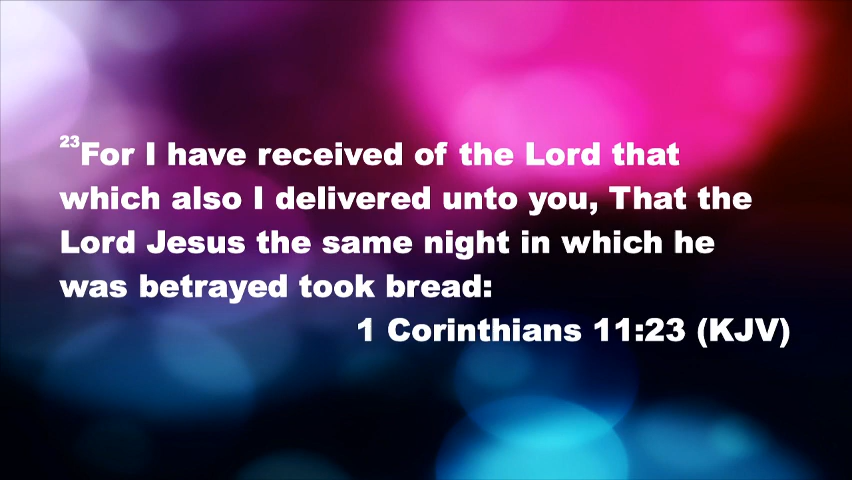 23For I have received of the Lord that
which also I delivered unto you, That the
Lord Jesus the same night in which he
was betrayed took bread:
1 Corinthians 11:23 (KJV)